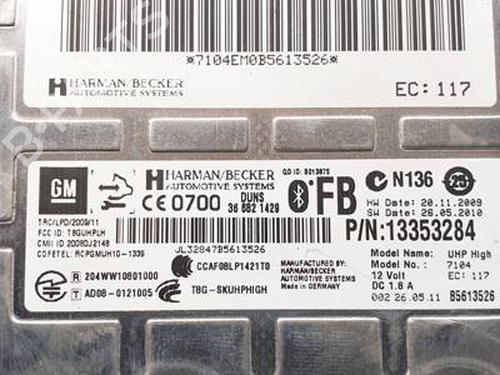 *7104EM0B5613526*
HARMAN/BECKER
AUTOMOTIVE SYSTEMS
EC: 117
GM
HARMAN/BECKER
AUTOMOTIVE SYSTEMS
QD ID: B013875
FB
N136
25
CE 0700
DUNS
36 682 1429
HW Date: 20.11.2009
SW Date: 26.05.2010
TRC/LPD/2009/11
FCC ID: T8GUHPLH
CMII ID: 2008DJ2148
COFETEL: RCPGMUH10-1339
JL32847B5613526
P/N:13353284
R 204WW10801000
T AD08-0121005
CCAF08LP1421T0
T8G-SKUHPHIGH
HARMAN/BECKER
AUTOMOTIVE SYSTEMS
Made in GERMANY
Model Name: UHP High
Model No.: 7104
12 Volt EC: 117
DC 1.8 A
002 26.05.11 B5613526